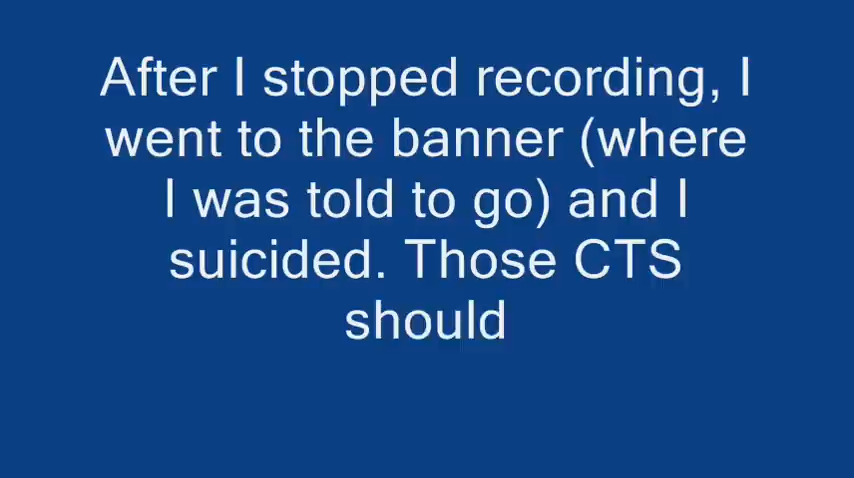 After I stopped recording, I
went to the banner (where
I was told to go) and I
suicided. Those CTS
should